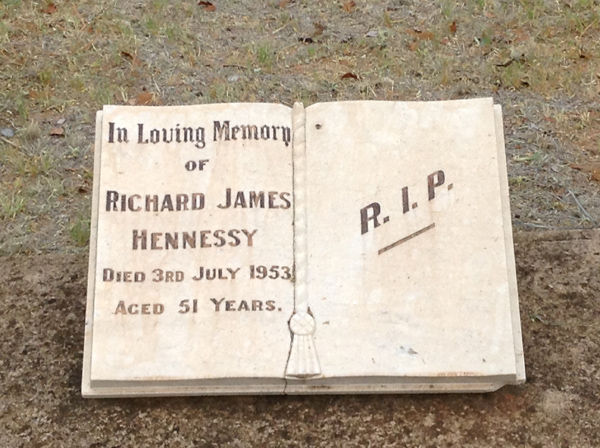 In Loving Memory
OF
RICHARD JAMES
HENNESSY
DIED 3RD JULY 1953
AGED 51 YEARS.
R. I. P.